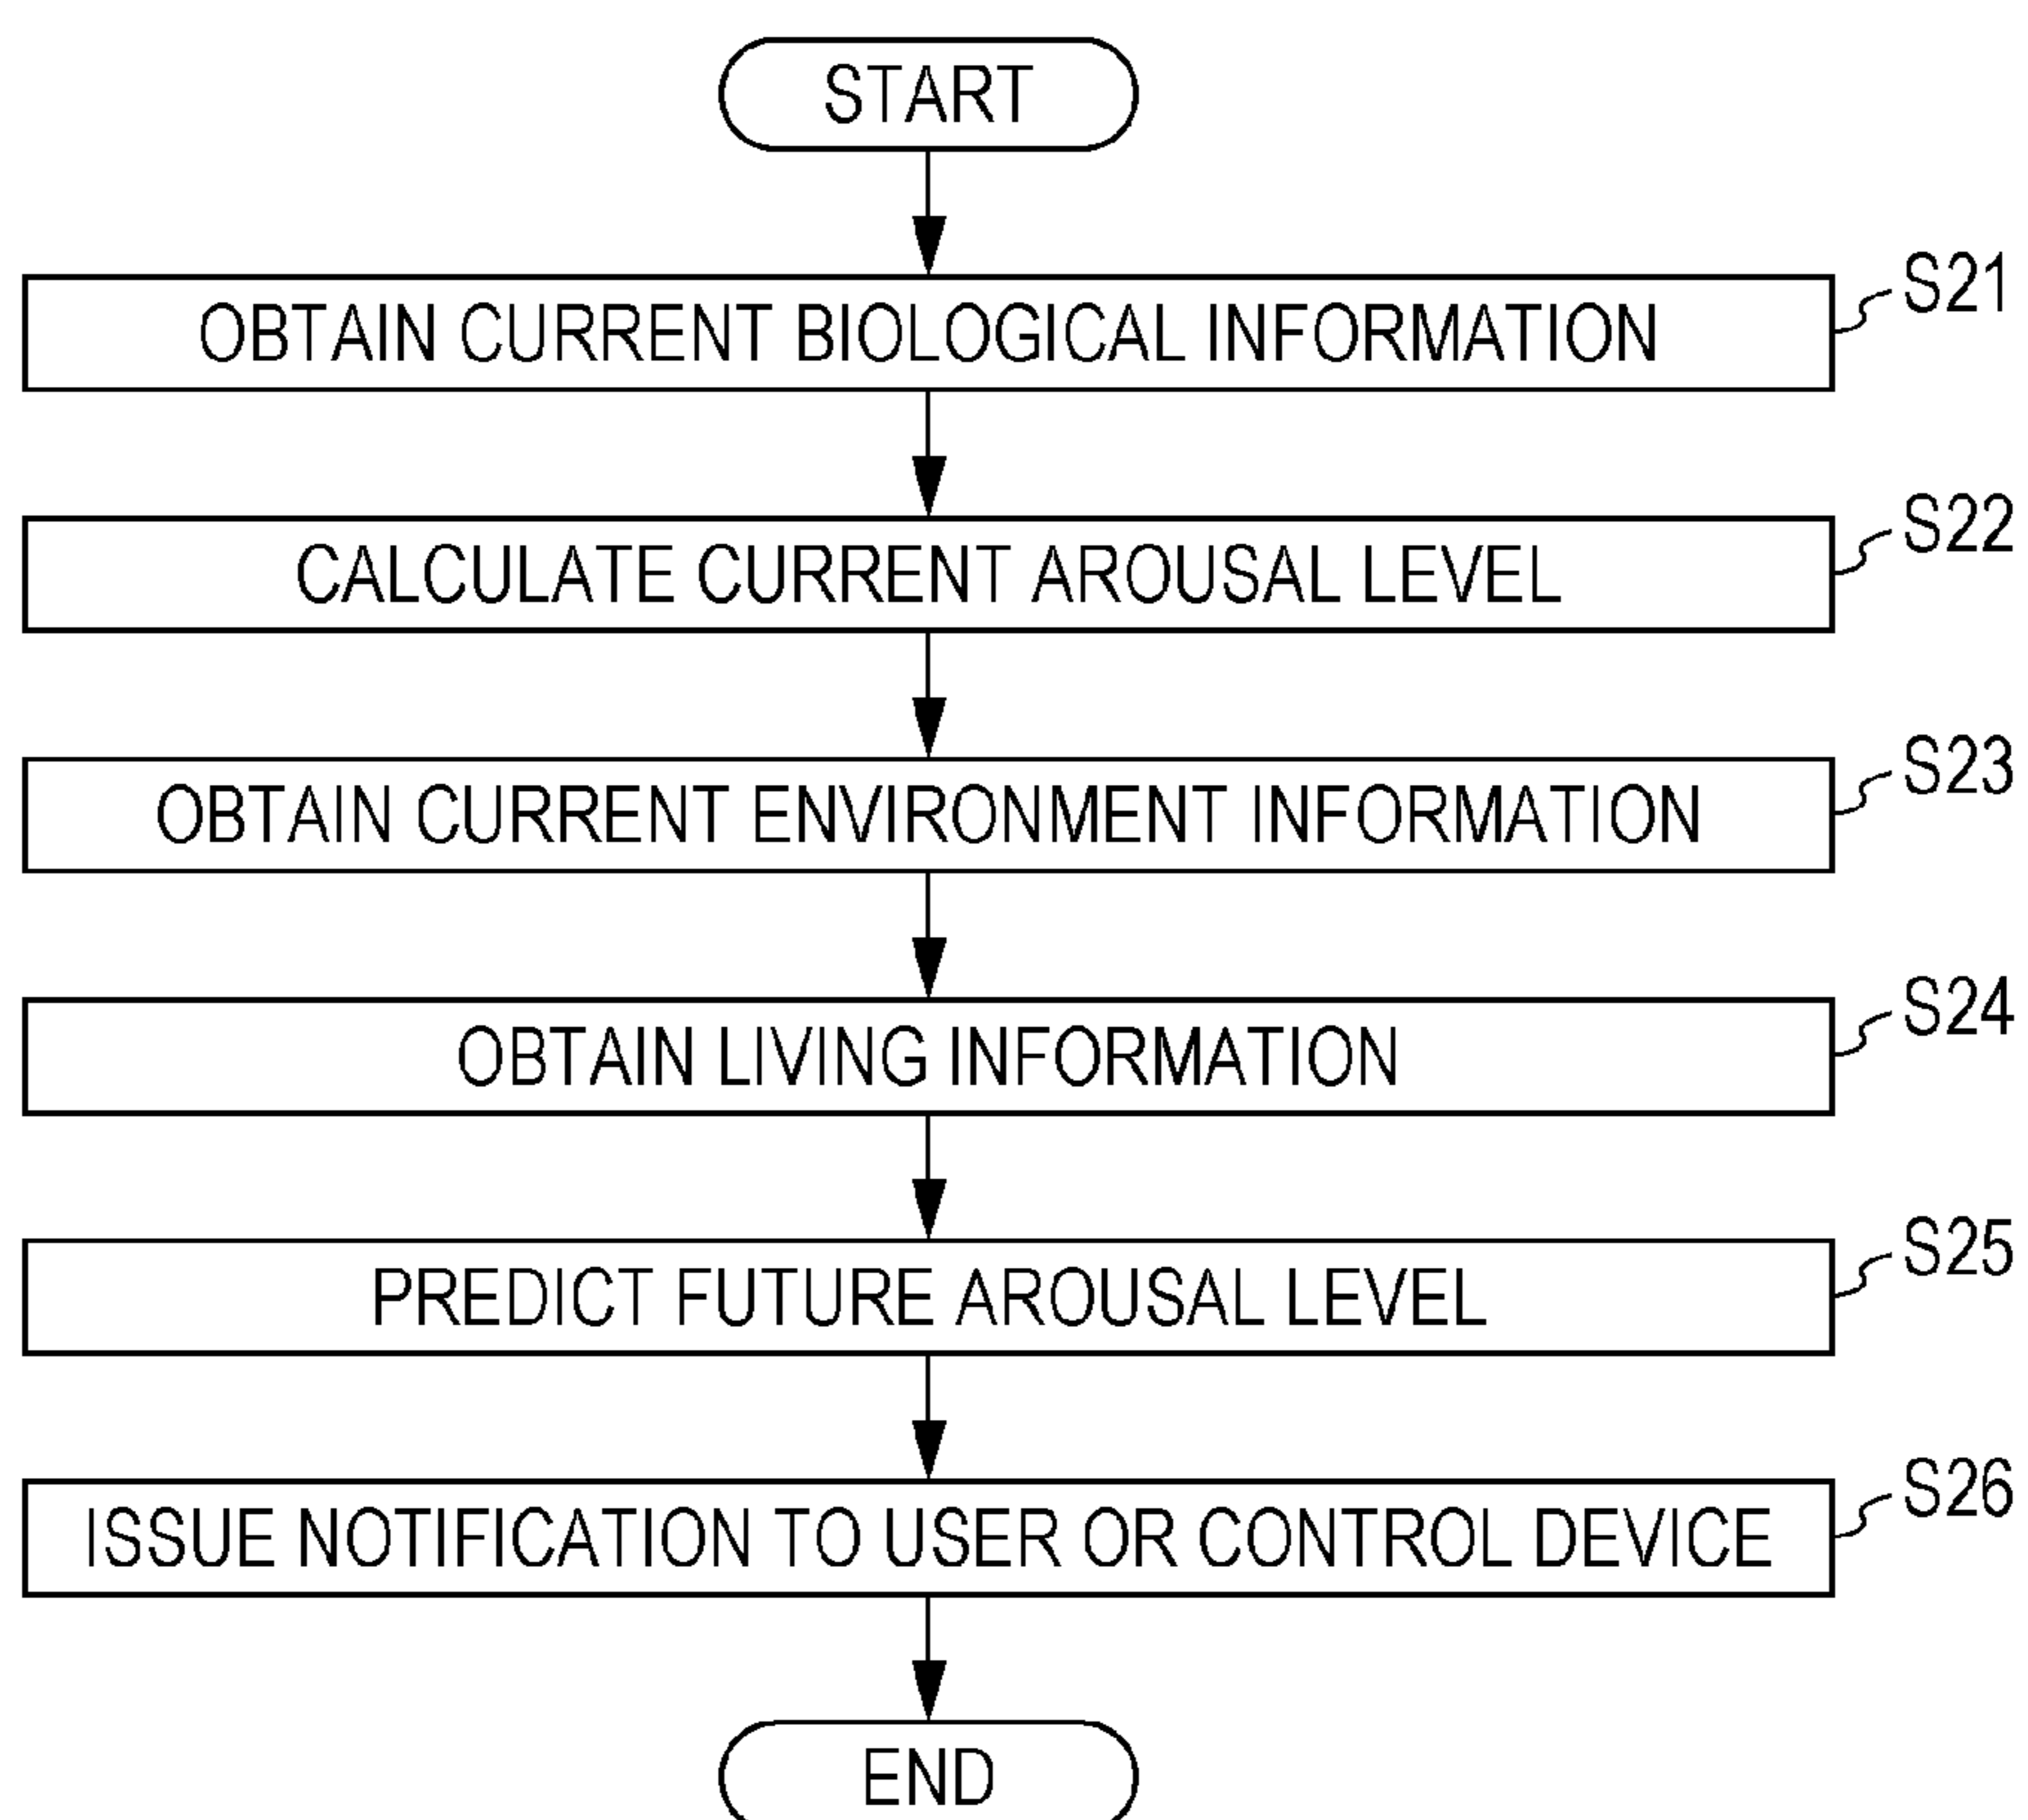 START
OBTAIN CURRENT BIOLOGICAL INFORMATION
S21
CALCULATE CURRENT AROUSAL LEVEL
S22
OBTAIN CURRENT ENVIRONMENT INFORMATION
S23
OBTAIN LIVING INFORMATION
S24
PREDICT FUTURE AROUSAL LEVEL
S25
ISSUE NOTIFICATION TO USER OR CONTROL DEVICE
S26
END